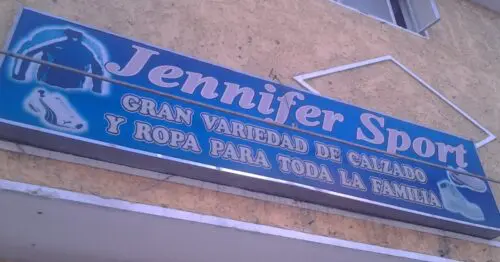 Jennifer Sport
GRAN VARIEDAD DE CALZADO
Y ROPA PARA TODA LA FAMILIA